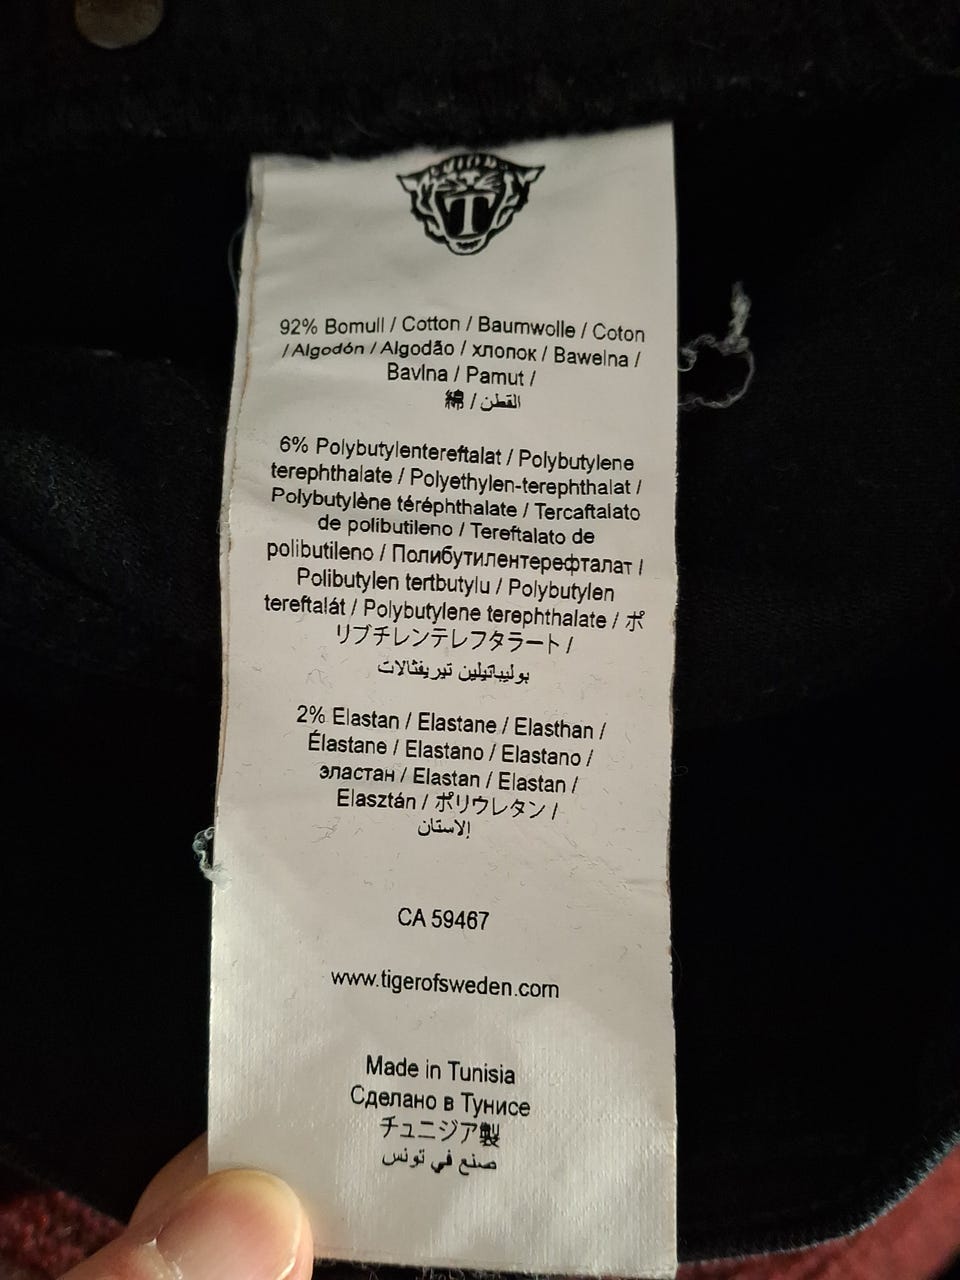 T
92% Bomull / Cotton / Baumwolle / Coton
/ Algodón / Algodão / хлопок / Bawelna /
Bavlna / Pamut /
綿 / القطن
6% Polybutylentereftalat / Polybutylene
terephthalate / Polyethylen-terephthalat /
Polybutylène téréphthalate / Tercaftalato
de polibutileno / Tereftalato de
polibutileno / Полибутилентерефталат /
Polibutylen tertbutylu / Polybutylen
tereftalát / Polybutylene terephthalate / ポ
リブチレンテレフタラート /
بوليباتيلين تيريفثالات
2% Elastan / Elastane / Elasthan /
Élastane / Elastano / Elastano /
эластан / Elastan / Elastan /
Elasztán / ポリウレタン /
إلاستان
CA 59467
www.tigerofsweden.com
Made in Tunisia
Сделано в Тунисе
チュニジア製
صنع في تونس